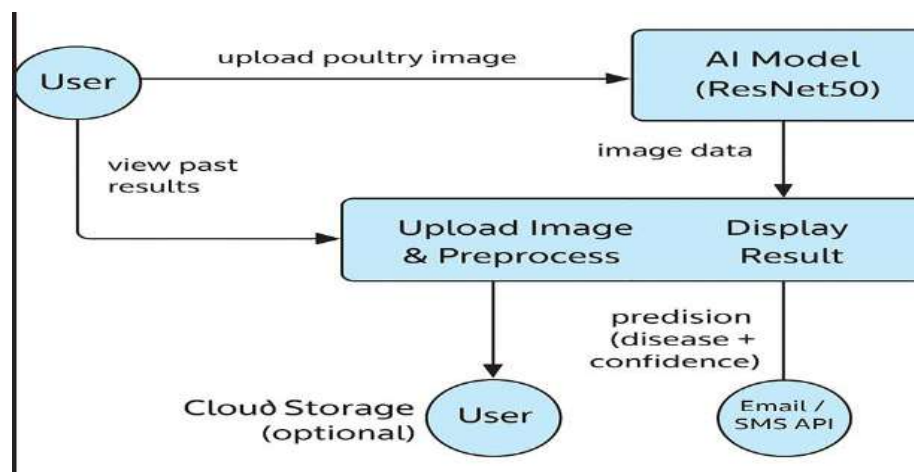 User
upload poultry image
AI Model
(ResNet50)
view past
results
image data
Upload Image
& Preprocess
Display
Result
predision
(disease +
confidence)
Cloud Storage
(optional)
User
Email /
SMS API